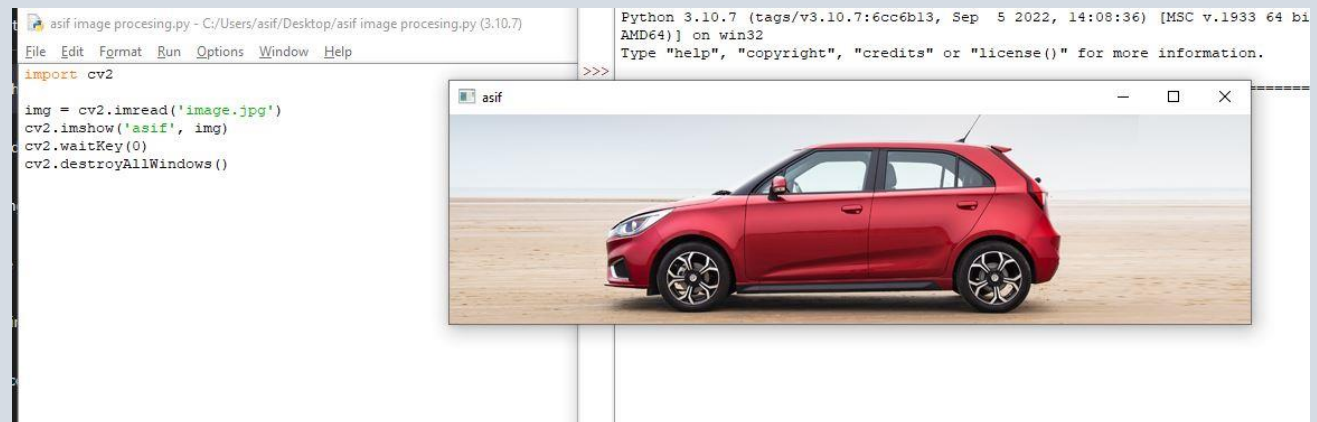 asif image procesing.py - C:/Users/asif/Desktop/asif image procesing.py (3.10.7)
File Edit Format Run Options Window Help
import cv2
img = cv2.imread('image.jpg')
cv2.imshow('asif', img)
cv2.waitKey(0)
cv2.destroyAllWindows()
Python 3.10.7 (tags/v3.10.7:6cc6b13, Sep 5 2022, 14:08:36) [MSC v.1933 64 bi
AMD64)] on win32
Type "help", "copyright", "credits" or "license()" for more information.
>>>
asif